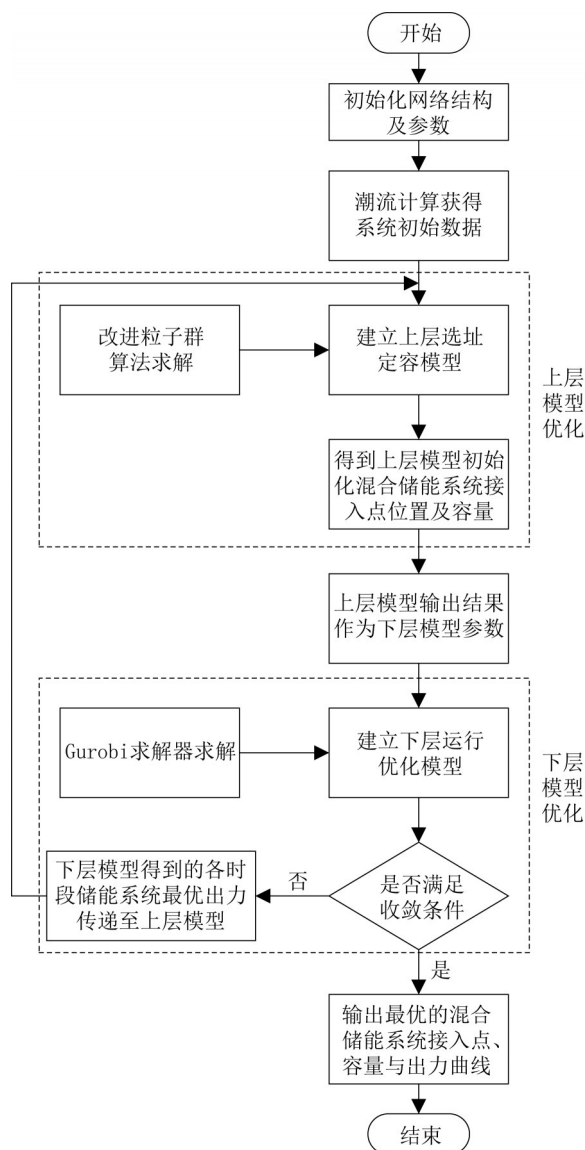 开始
初始化网络结构
及参数
潮流计算获得
系统初始数据
改进粒子群
算法求解
建立上层选址
定容模型
上层
模型
优化
得到上层模型初始
化混合储能系统接
入点位置及容量
上层模型输出结果
作为下层模型参数
Gurobi求解器求解
建立下层运行
优化模型
下层
模型
优化
下层模型得到的各时
段储能系统最优出力
传递至上层模型
否
是否满足
收敛条件
是
输出最优的混合
储能系统接入点、
容量与出力曲线
结束